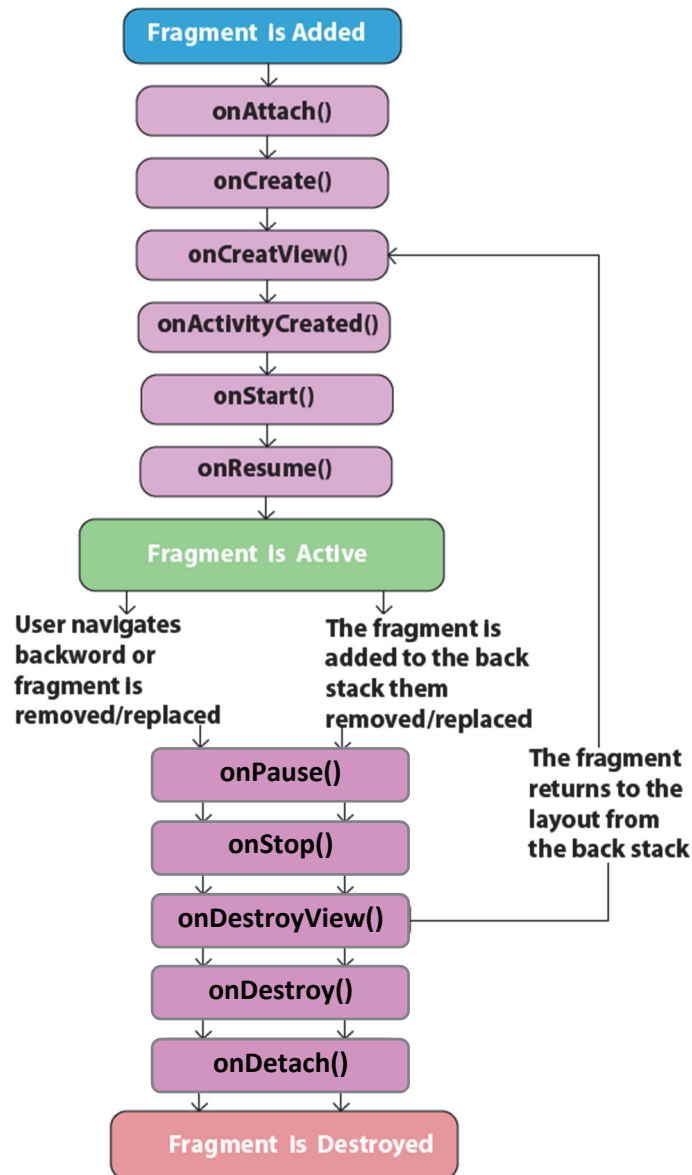 Fragment is Added
onAttach()
onCreate()
onCreatView()
onActivityCreated()
onStart()
onResume()
Fragment is Active
User navigates
backword or
fragment is
removed/replaced
The fragment is
added to the back
stack them
removed/replaced
The fragment
returns to the
layout from
the back stack
onPause()
onStop()
onDestroyView()
onDestroy()
onDetach()
Fragment is Destroyed